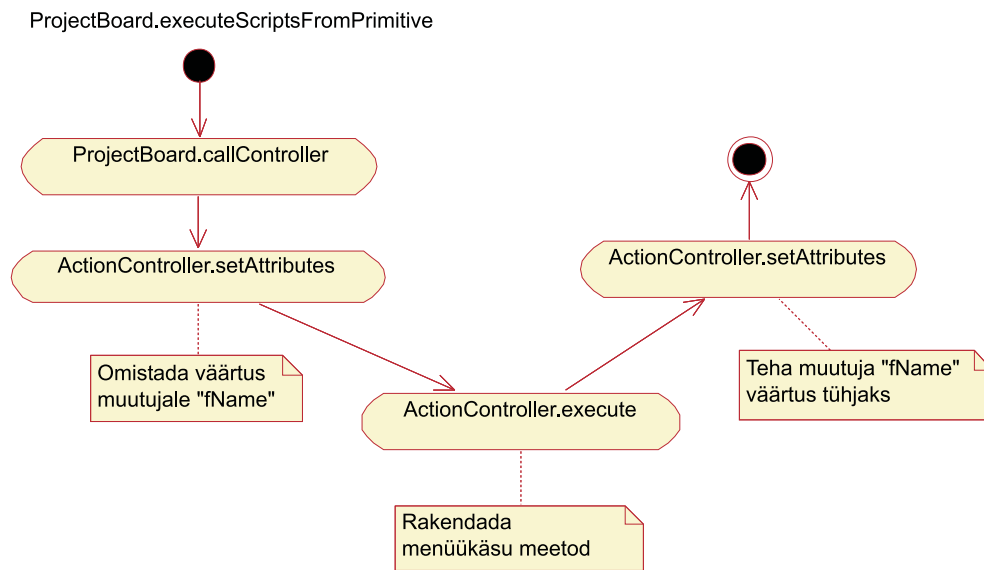 ProjectBoard.executeScriptsFromPrimitive
ProjectBoard.callController
ActionController.setAttributes
Omistada väärtus
muutujale "fName"
ActionController.execute
Rakendada
menüükäsu meetod
ActionController.setAttributes
Teha muutuja "fName"
väärtus tühjaks